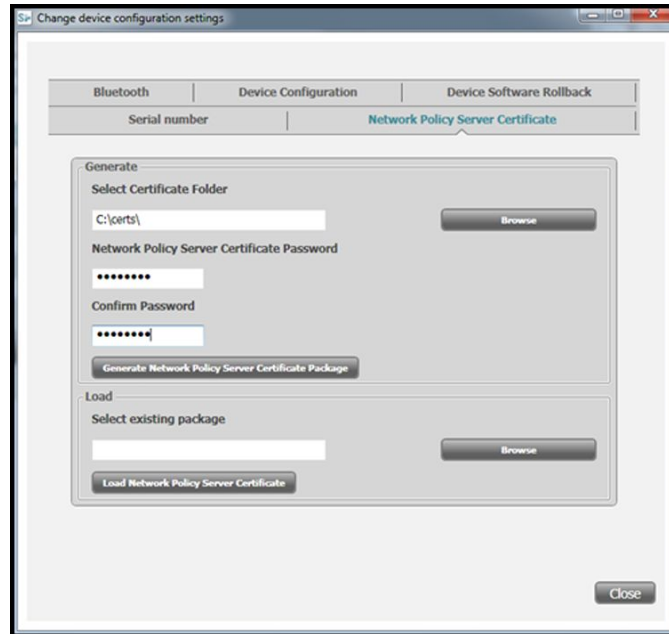 Change device configuration settings
Bluetooth
Device Configuration
Device Software Rollback
Serial number
Network Policy Server Certificate
Generate
Select Certificate Folder
C:\certs\
Browse
Network Policy Server Certificate Password
••••••••
Confirm Password
••••••••
Generate Network Policy Server Certificate Package
Load
Select existing package
Browse
Load Network Policy Server Certificate
Close